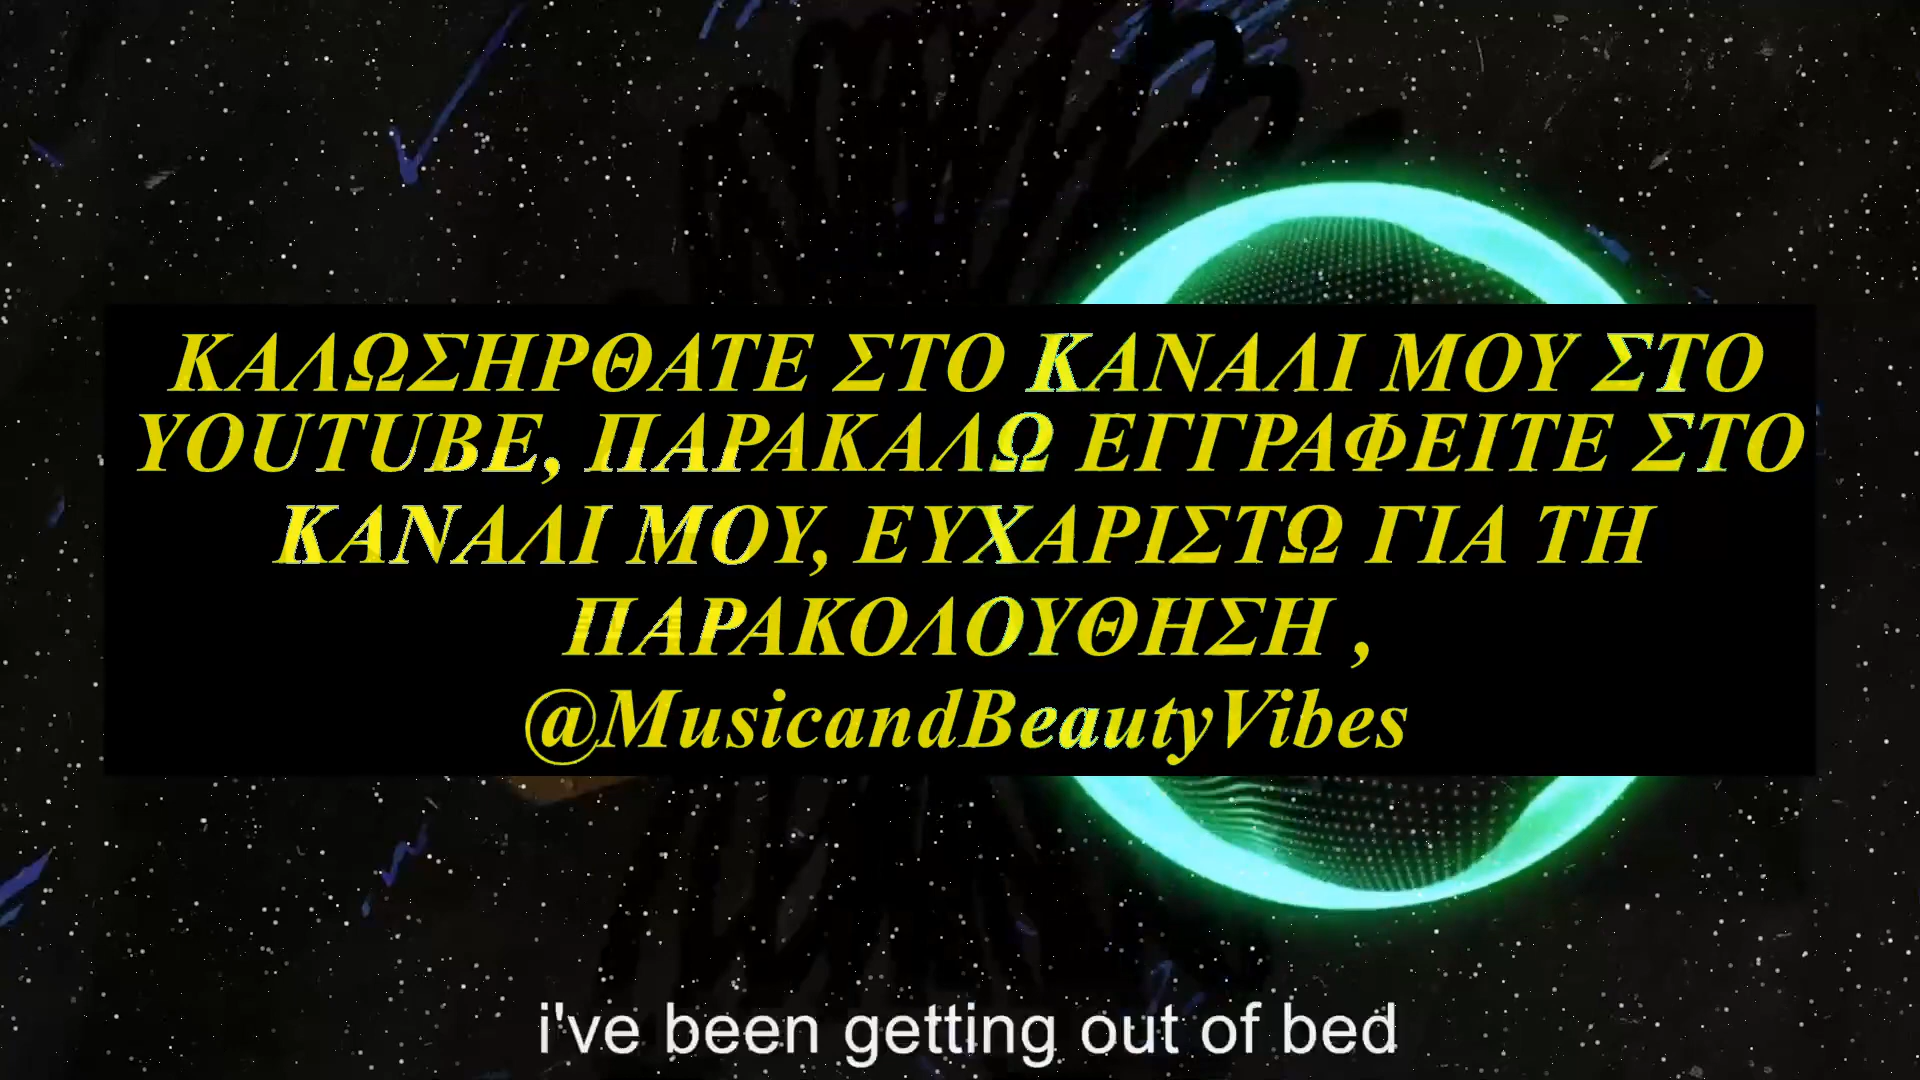 ΚΑΛΩΣΗΡΘΑΤΕ ΣΤΟ ΚΑΝΑΛΙ ΜΟΥ ΣΤΟ
YOUTUBE, ΠΑΡΑΚΑΛΩ ΕΓΓΡΑΦΕΙΤΕ ΣΤΟ
ΚΑΝΑΛΙ ΜΟΥ, ΕΥΧΑΡΙΣΤΩ ΓΙΑ ΤΗ
ΠΑΡΑΚΟΛΟΥΘΗΣΗ ,
@MusicandBeautyVibes
i've been getting out of bed